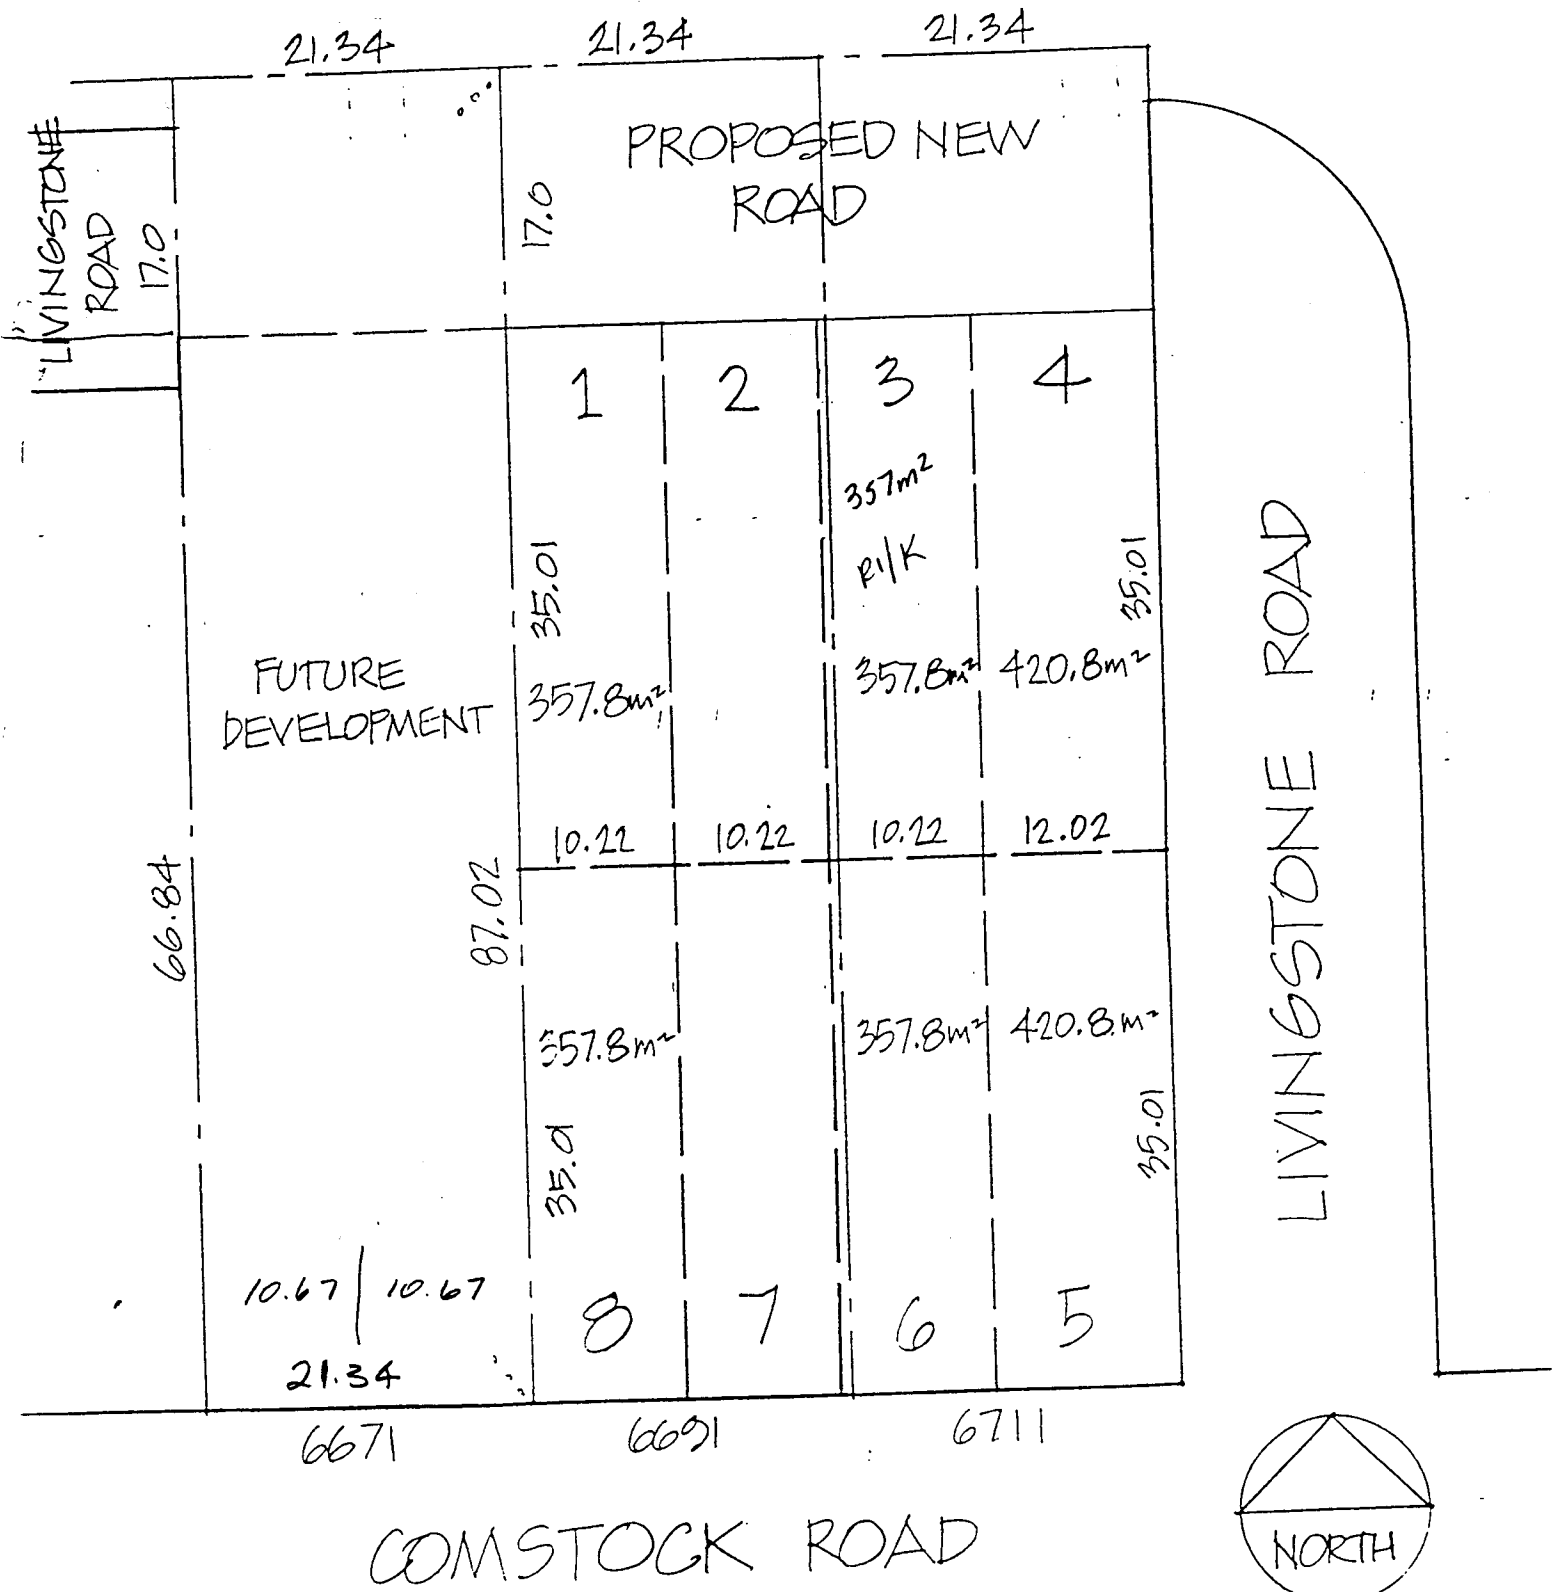 21.34
21.34
21.34
LIVINGSTONE
ROAD
17.0
17.0
PROPOSED NEW
ROAD
1
2
3
4
357m²
R1/K
35.01
35.01
FUTURE
DEVELOPMENT
357.8m²
357.8m²
420.8m²
10.22
10.22
10.22
12.02
66.84
87.02
357.8m²
357.8m²
420.8m²
35.01
35.01
LIVINGSTONE ROAD
10.67
10.67
21.34
8
7
6
5
6671
6691
6711
COMSTOCK ROAD
NORTH